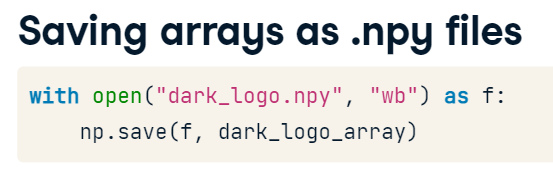 Saving arrays as .npy files
with open("dark_logo.npy", "wb") as f:
    np.save(f, dark_logo_array)